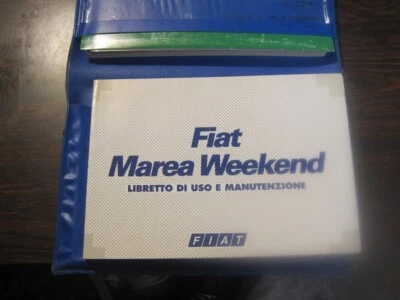 Fiat
Marea Weekend
LIBRETTO DI USO E MANUTENZIONE
FIAT